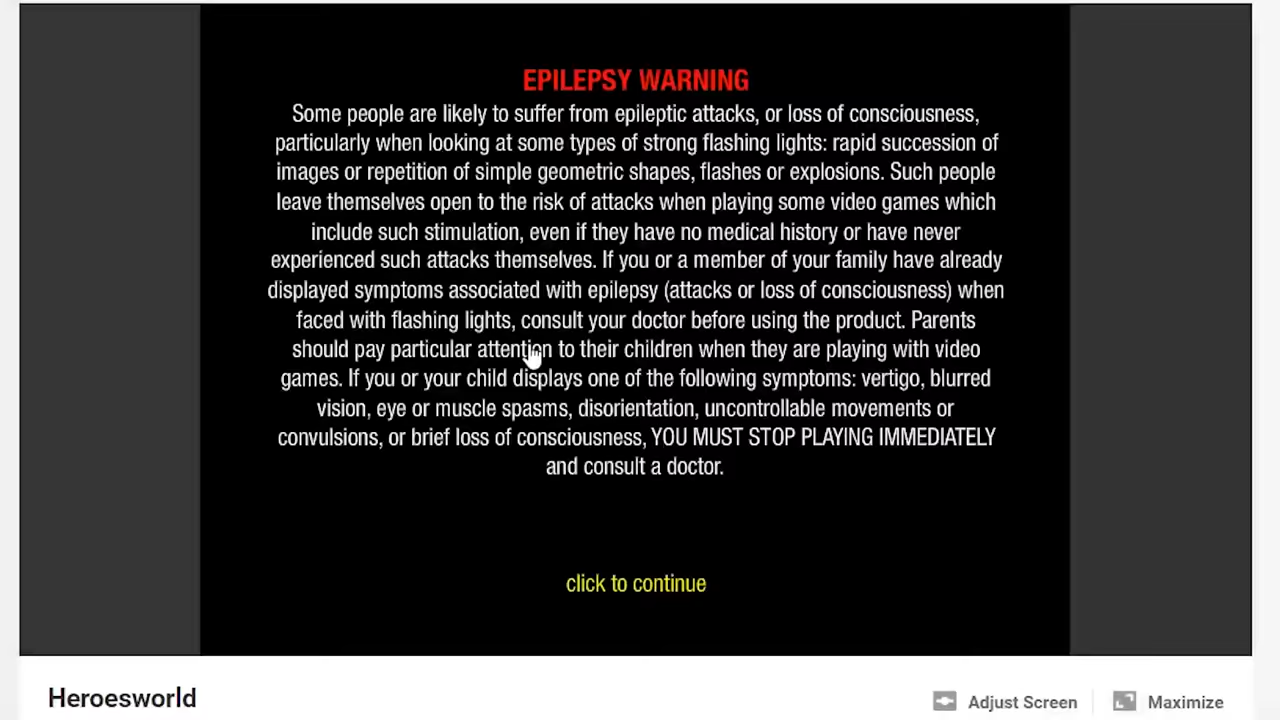 EPILEPSY WARNING
Some people are likely to suffer from epileptic attacks, or loss of consciousness,
particularly when looking at some types of strong flashing lights: rapid succession of
images or repetition of simple geometric shapes, flashes or explosions. Such people
leave themselves open to the risk of attacks when playing some video games which
include such stimulation, even if they have no medical history or have never
experienced such attacks themselves. If you or a member of your family have already
displayed symptoms associated with epilepsy (attacks or loss of consciousness) when
faced with flashing lights, consult your doctor before using the product. Parents
should pay particular attention to their children when they are playing with video
games. If you or your child displays one of the following symptoms: vertigo, blurred
vision, eye or muscle spasms, disorientation, uncontrollable movements or
convulsions, or brief loss of consciousness, YOU MUST STOP PLAYING IMMEDIATELY
and consult a doctor.
click to continue
Heroesworld
Adjust Screen
Maximize